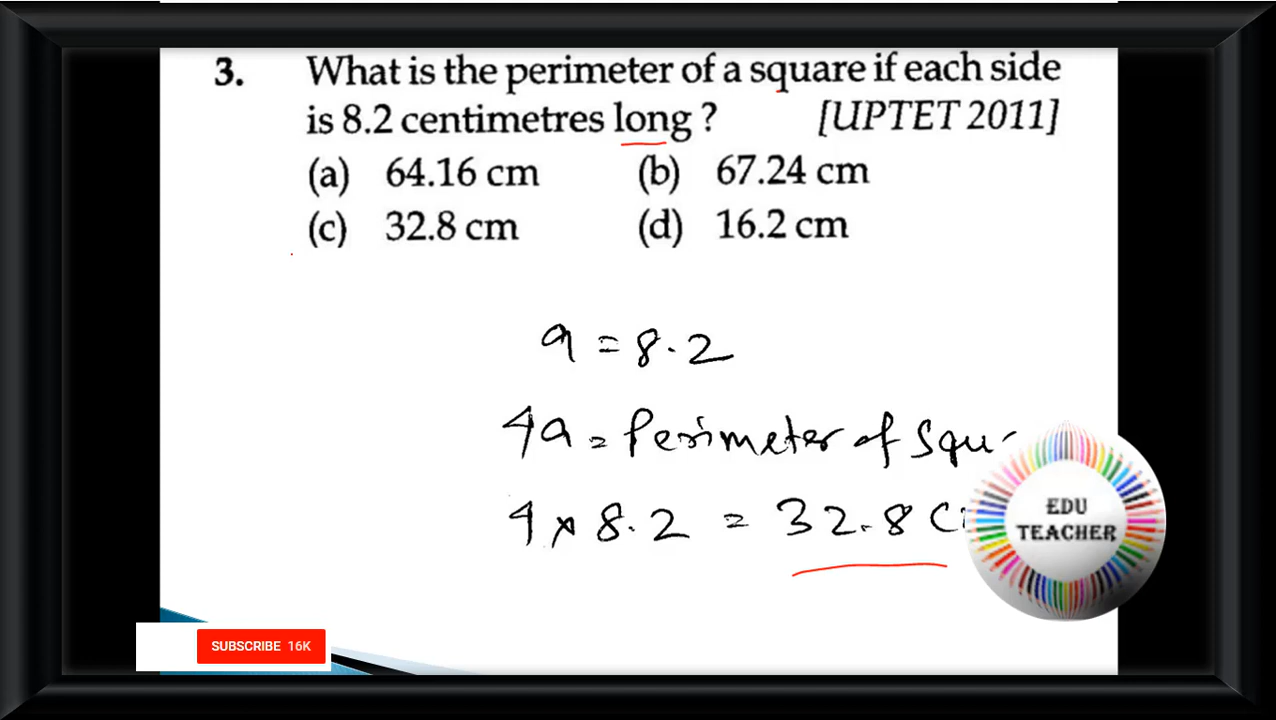 3. What is the perimeter of a square if each side
is 8.2 centimetres long ? [UPTET 2011]
(a) 64.16 cm (b) 67.24 cm
(c) 32.8 cm (d) 16.2 cm
a = 8.2
4a = Perimeter of Squ
4 × 8.2 = 32.8 C
EDU
TEACHER
SUBSCRIBE 16K